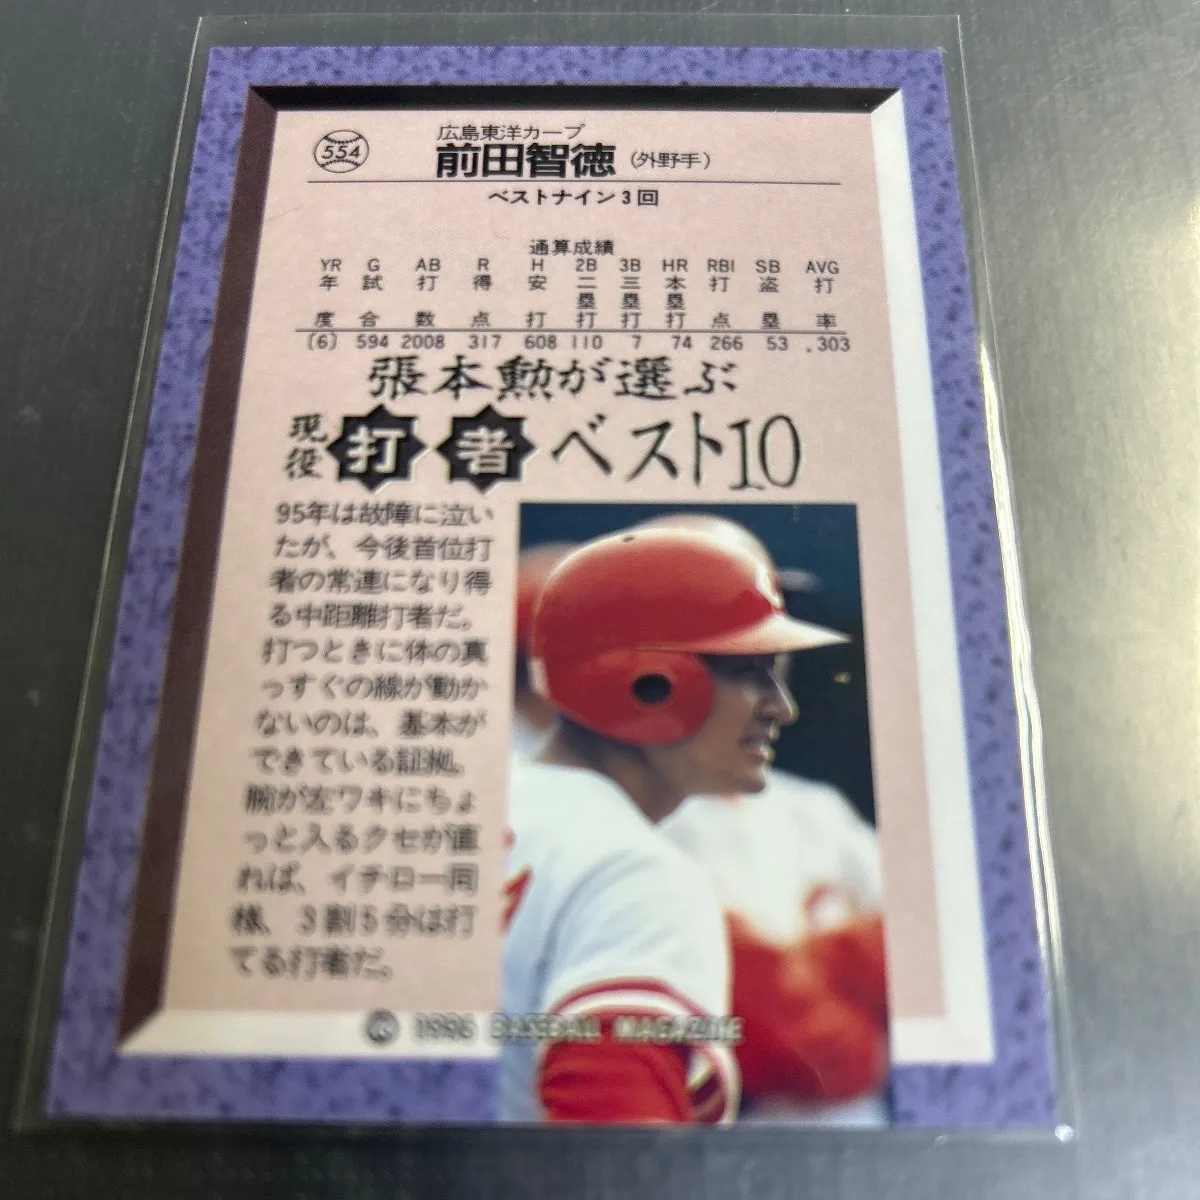 554
広島東洋カープ
前田智徳（外野手）
ベストナイン3回
通算成績
YR G AB R H 2B 3B HR RBI SB AVG
年度 試合 打数 得点 安打 二塁打 三塁打 本塁打 打点 盗塁 打率
〔6〕 594 2008 317 608 110 7 74 266 53 .303
張本勲が選ぶ
現役打者ベスト10
95年は故障に泣い
たが、今後首位打
者の常連になり得
る中距離打者だ。
打つときに体の真
っすぐの線が動か
ないのは、基本が
できている証拠。
腕が左ワキにちょ
っと入るクセが直
れば、イチロー同
様、3割5分は打
てる打者だ。
© 1996 BASEBALL MAGAZINE